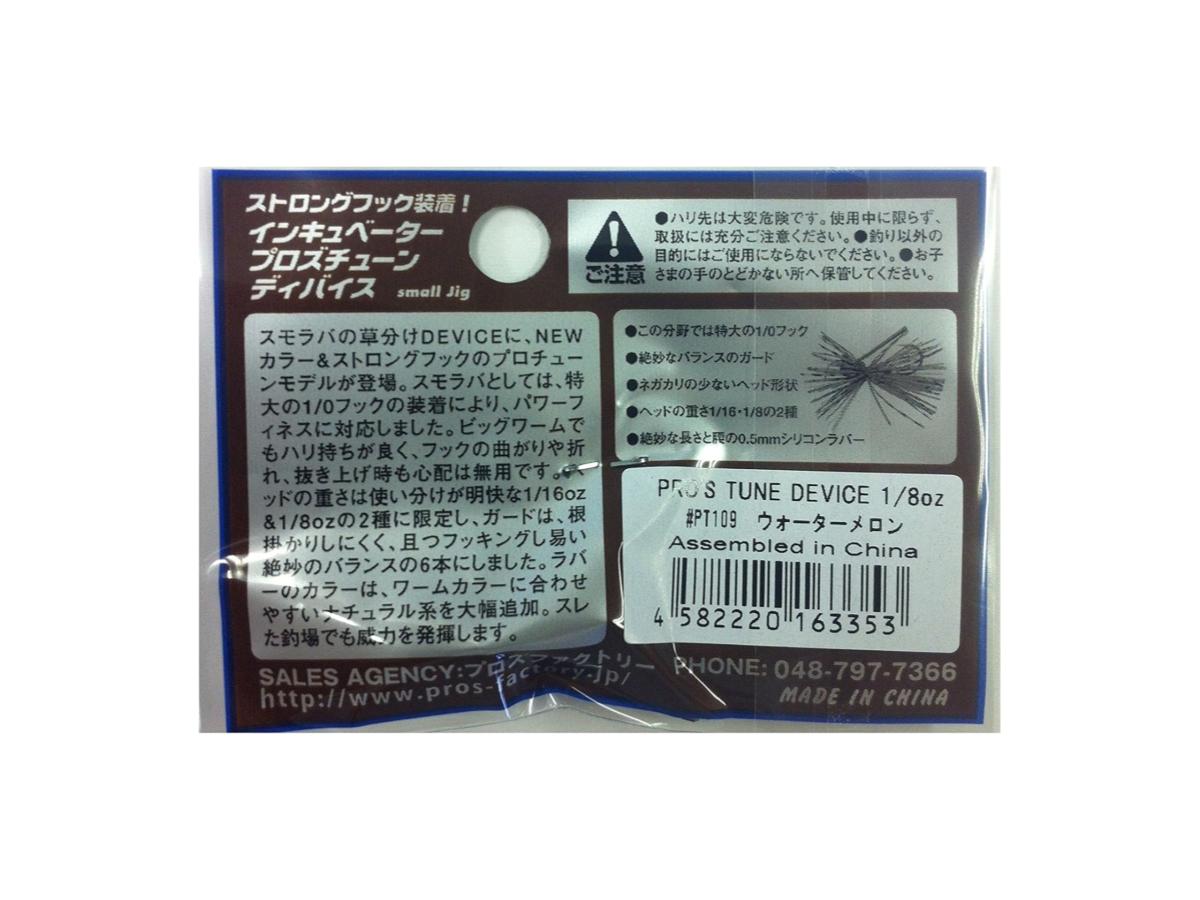 ストロングフック装着！
インキュベーター
プロズチューン
ディバイス small Jig
ご注意
●ハリ先は大変危険です。使用中に限らず、
取扱には充分ご注意ください。●釣り以外の
目的にはご使用にならないでください。●お子
さまの手のとどかない所へ保管してください。
スモラバの草分けDEVICEに、NEW
カラー&ストロングフックのプロチュー
ンモデルが登場。スモラバとしては、特
大の1/0フックの装着により、パワーフ
ィネスに対応しました。ビッグワームで
もハリ持ちが良く、フックの曲がりや折
れ、抜き上げ時も心配は無用です。ヘ
ッドの重さは使い分けが明快な1/16oz
&1/8ozの2種に限定し、ガードは、根
掛かりしにくく、且つフッキングし易い
絶妙のバランスの6本にしました。ラバ
ーのカラーは、ワームカラーに合わせ
やすいナチュラル系を大幅追加。スレ
た釣場でも威力を発揮します。
●この分野では特大の1/0フック
●絶妙なバランスのガード
●ネガカリの少ないヘッド形状
●ヘッドの重さ1/16・1/8の2種
●絶妙な長さと腰の0.5mmシリコンラバー
PRO'S TUNE DEVICE 1/8oz
#PT109 ウォーターメロン
Assembled in China
4 582220 163353
SALES AGENCY:プロズファクトリー PHONE: 048-797-7366
http://www.pros-factory.jp/
MADE IN CHINA